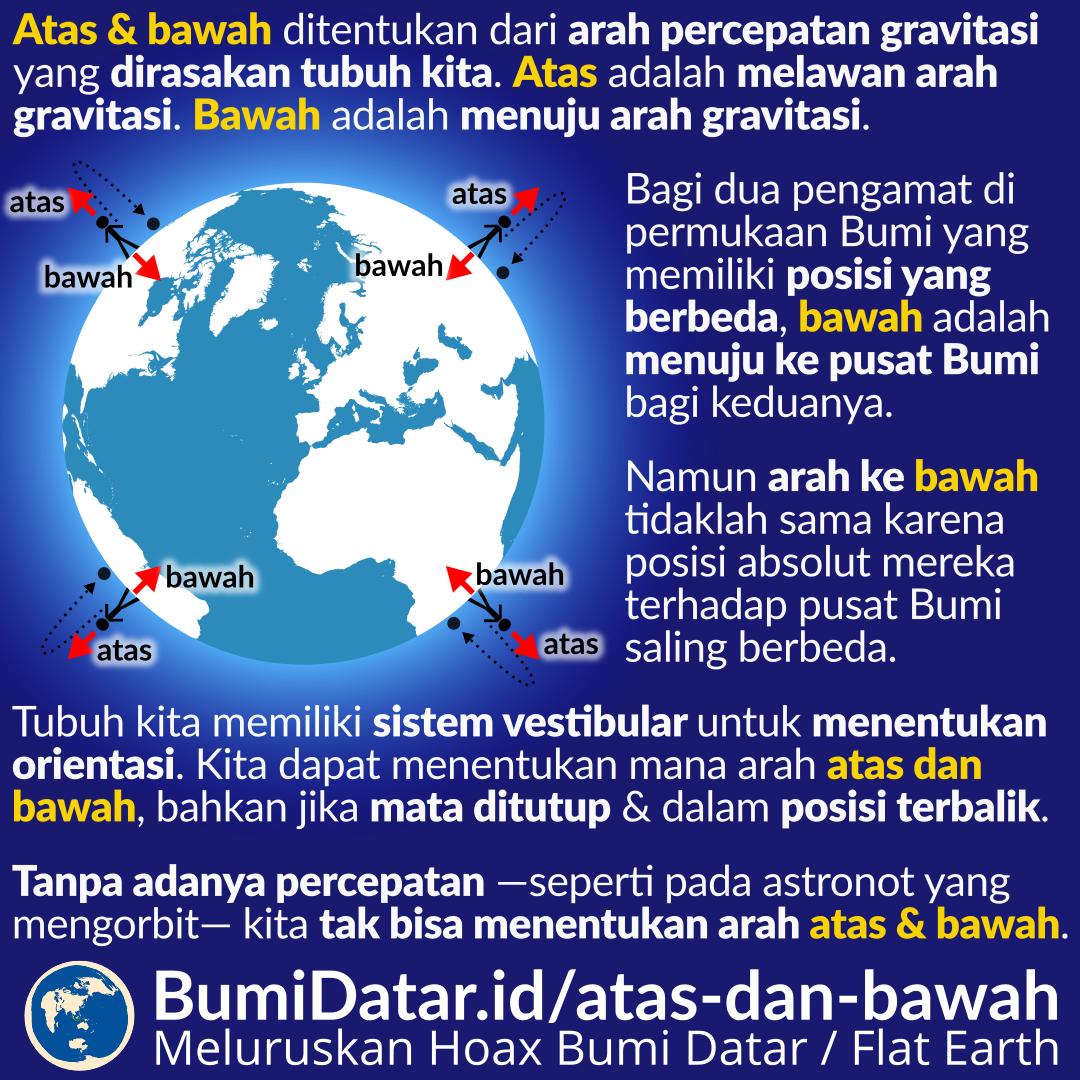 Atas & bawah ditentukan dari arah percepatan gravitasi
yang dirasakan tubuh kita. Atas adalah melawan arah
gravitasi. Bawah adalah menuju arah gravitasi.
atas
bawah
atas
bawah
Bagi dua pengamat di
permukaan Bumi yang
memiliki posisi yang
berbeda, bawah adalah
menuju ke pusat Bumi
bagi keduanya.
Namun arah ke bawah
tidaklah sama karena
posisi absolut mereka
terhadap pusat Bumi
saling berbeda.
bawah
atas
bawah
atas
Tubuh kita memiliki sistem vestibular untuk menentukan
orientasi. Kita dapat menentukan mana arah atas dan
bawah, bahkan jika mata ditutup & dalam posisi terbalik.
Tanpa adanya percepatan —seperti pada astronot yang
mengorbit— kita tak bisa menentukan arah atas & bawah.
BumiDatar.id/atas-dan-bawah
Meluruskan Hoax Bumi Datar / Flat Earth